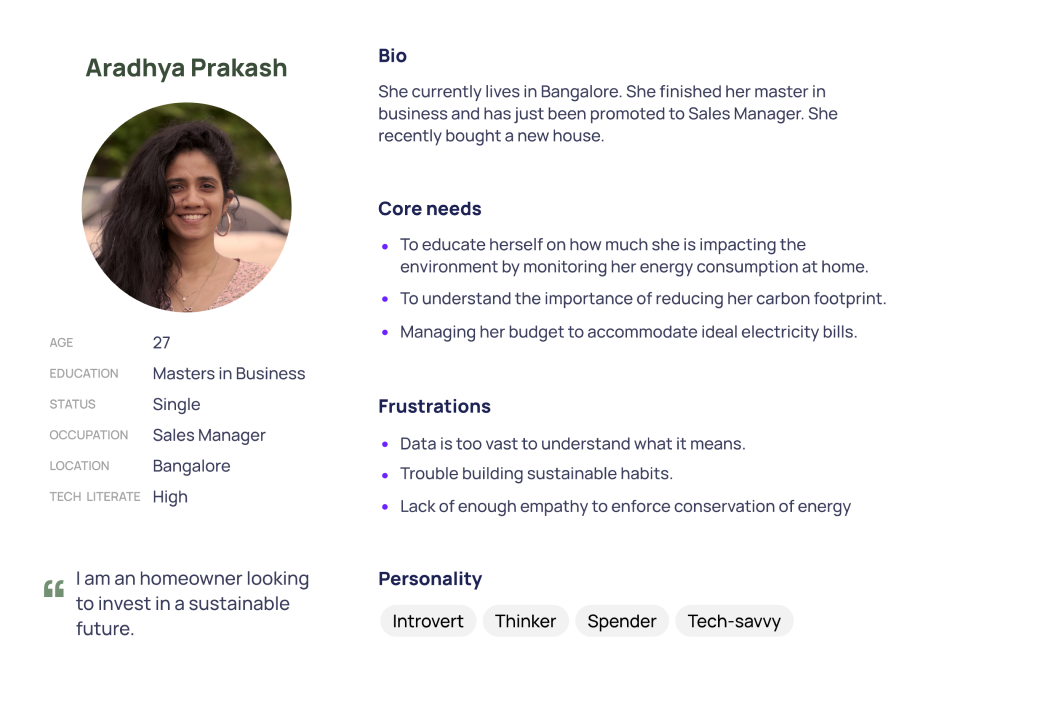 Aradhya Prakash
AGE 27
EDUCATION Masters in Business
STATUS Single
OCCUPATION Sales Manager
LOCATION Bangalore
TECH LITERATE High
“ I am an homeowner looking
to invest in a sustainable
future.
Bio
She currently lives in Bangalore. She finished her master in
business and has just been promoted to Sales Manager. She
recently bought a new house.
Core needs
• To educate herself on how much she is impacting the
environment by monitoring her energy consumption at home.
• To understand the importance of reducing her carbon footprint.
• Managing her budget to accommodate ideal electricity bills.
Frustrations
• Data is too vast to understand what it means.
• Trouble building sustainable habits.
• Lack of enough empathy to enforce conservation of energy
Personality
Introvert Thinker Spender Tech-savvy